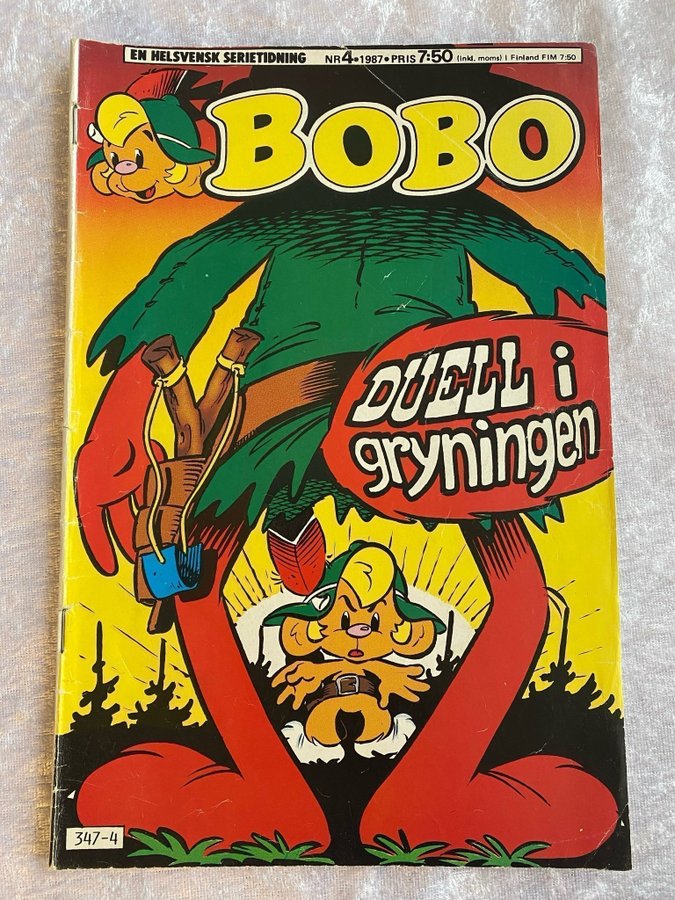 EN HELSVENSK SERIETIDNING NR 4•1987•PRIS 7:50 (inkl. moms) I Finland FIM 7:50
BOBO
DUELL i
gryningen
347-4